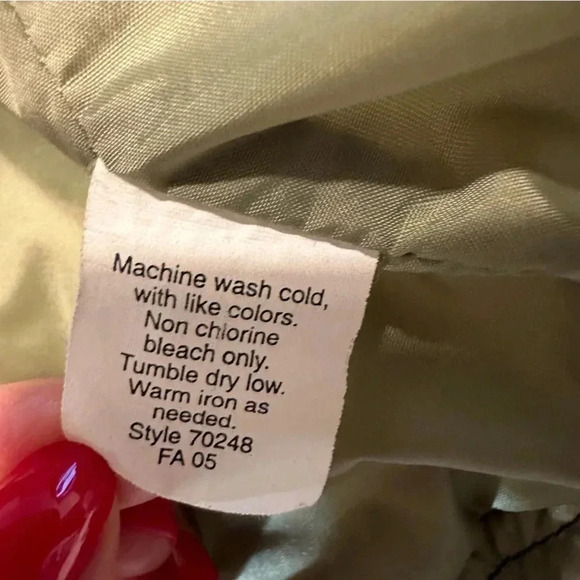 Machine wash cold,
with like colors.
Non chlorine
bleach only.
Tumble dry low.
Warm iron as
needed.
Style 70248
FA 05